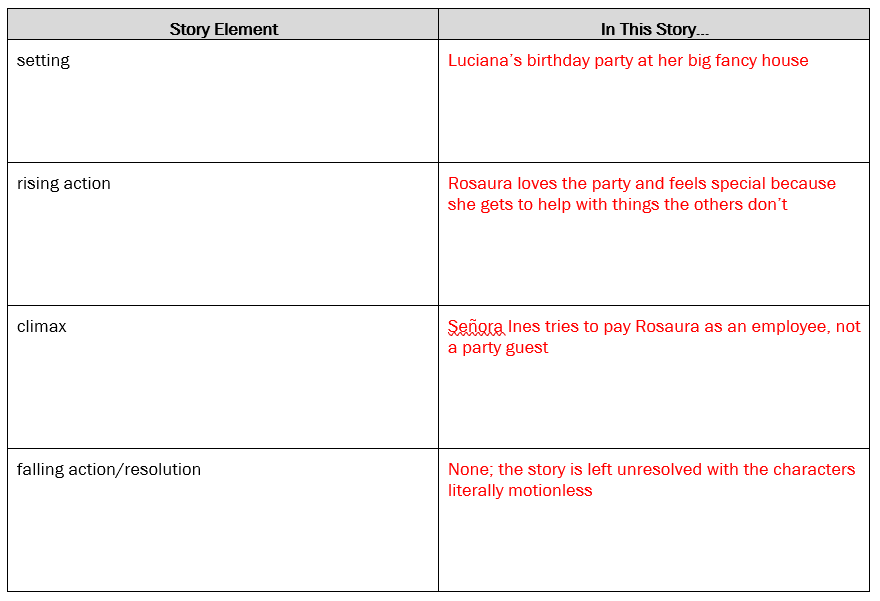 Story Element
In This Story...
setting
Luciana’s birthday party at her big fancy house
rising action
Rosaura loves the party and feels special because
she gets to help with things the others don’t
climax
Señora Ines tries to pay Rosaura as an employee, not
a party guest
falling action/resolution
None; the story is left unresolved with the characters
literally motionless